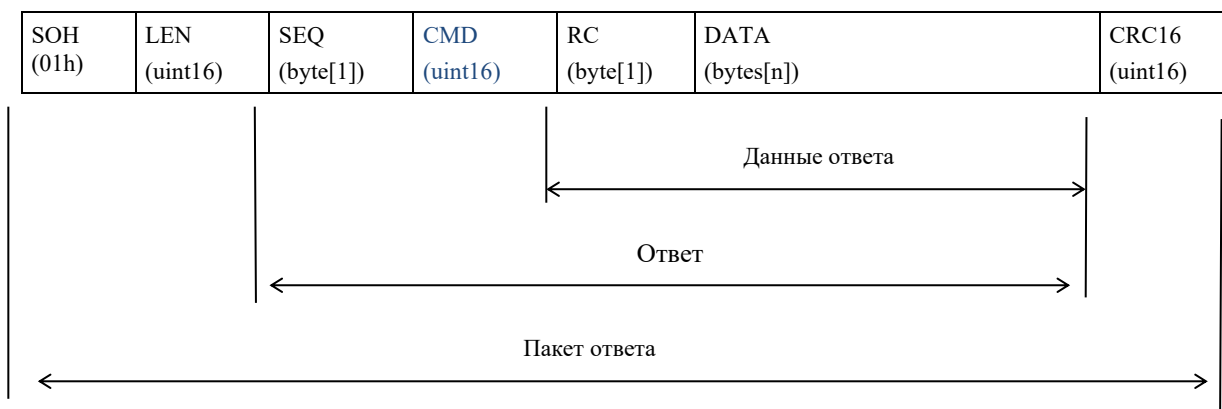 SOH LEN SEQ CMD RC DATA CRC16
(01h) (uint16) (byte[1]) (uint16) (byte[1]) (bytes[n]) (uint16)
Данные ответа
Ответ
Пакет ответа